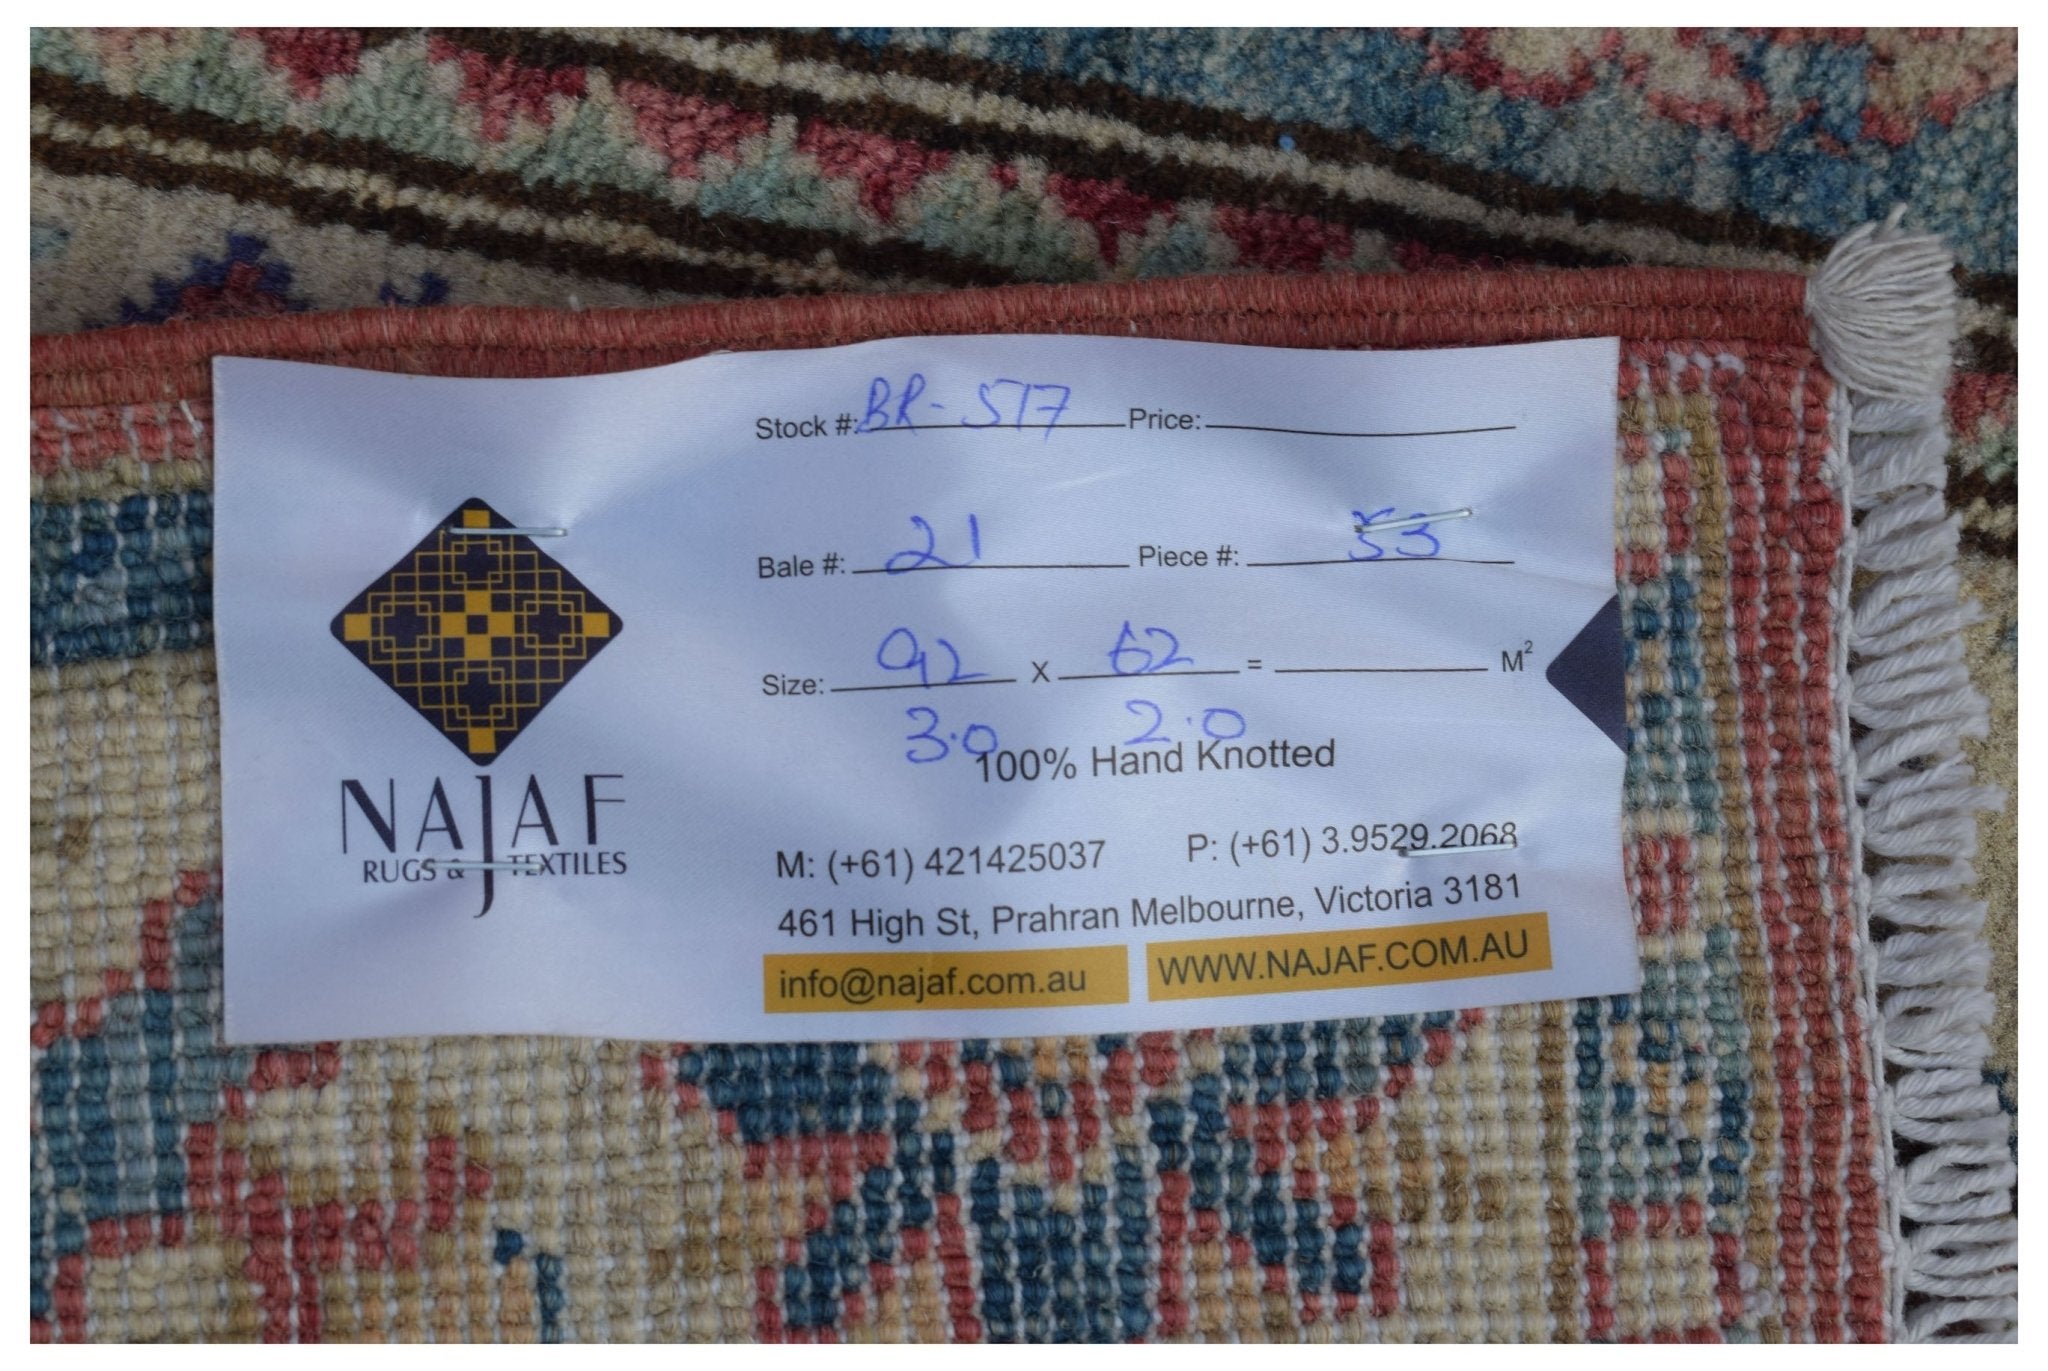 Stock #: BR-517 Price:
Bale #: 21 Piece #: 53
Size: 92 X 62 = M²
3.0 2.0
100% Hand Knotted
NAJAF
RUGS & TEXTILES
M: (+61) 421425037 P: (+61) 3.9529.2068
461 High St, Prahran Melbourne, Victoria 3181
info@najaf.com.au WWW.NAJAF.COM.AU